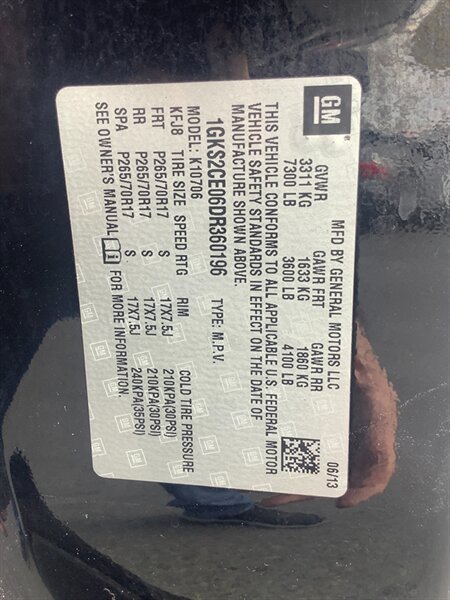 GM
MFD BY GENERAL MOTORS LLC
06/13
GVWR GAWR FRT GAWR RR
3311 KG 1633 KG 1860 KG
7300 LB 3600 LB 4100 LB
THIS VEHICLE CONFORMS TO ALL APPLICABLE U.S. FEDERAL MOTOR
VEHICLE SAFETY STANDARDS IN EFFECT ON THE DATE OF
MANUFACTURE SHOWN ABOVE.
1GKS2CE06DR360196 TYPE: M.P.V.
MODEL: K10706
KFJ8 TIRE SIZE SPEED RTG RIM COLD TIRE PRESSURE
FRT P265/70R17 S 17X7.5J 210KPA(30PSI)
RR P265/70R17 S 17X7.5J 210KPA(30PSI)
SPA P265/70R17 S 17X7.5J 240KPA(35PSI)
SEE OWNER'S MANUAL FOR MORE INFORMATION.